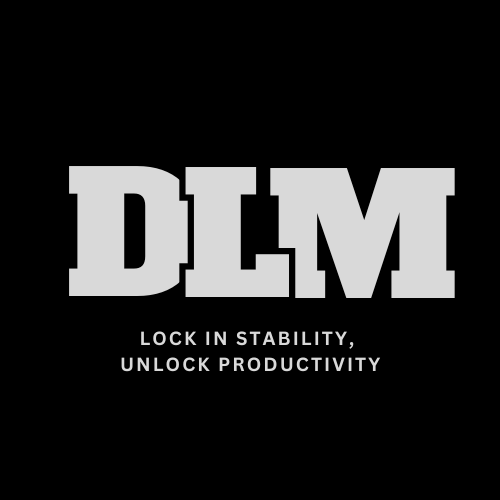 DLM
LOCK IN STABILITY,
UNLOCK PRODUCTIVITY